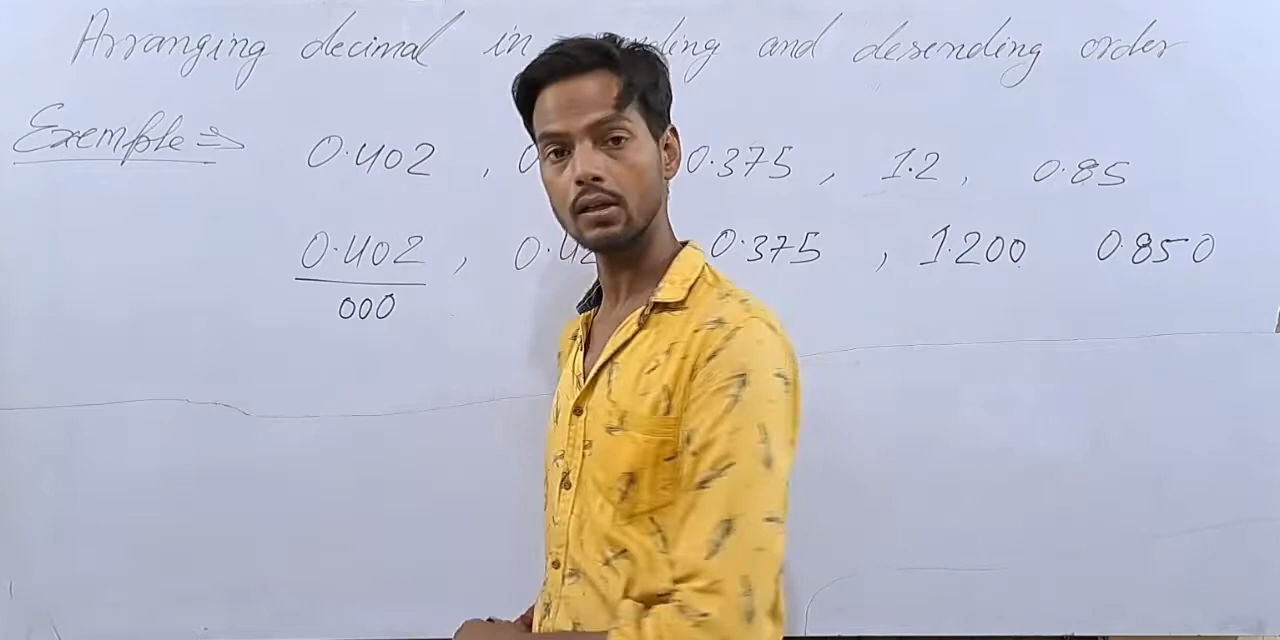 Arranging decimal in and desending order
Exemple ⇒ 0.402 , 0.375 , 1.2 , 0.85
0.402 , 0.375 , 1.200 0.850
000